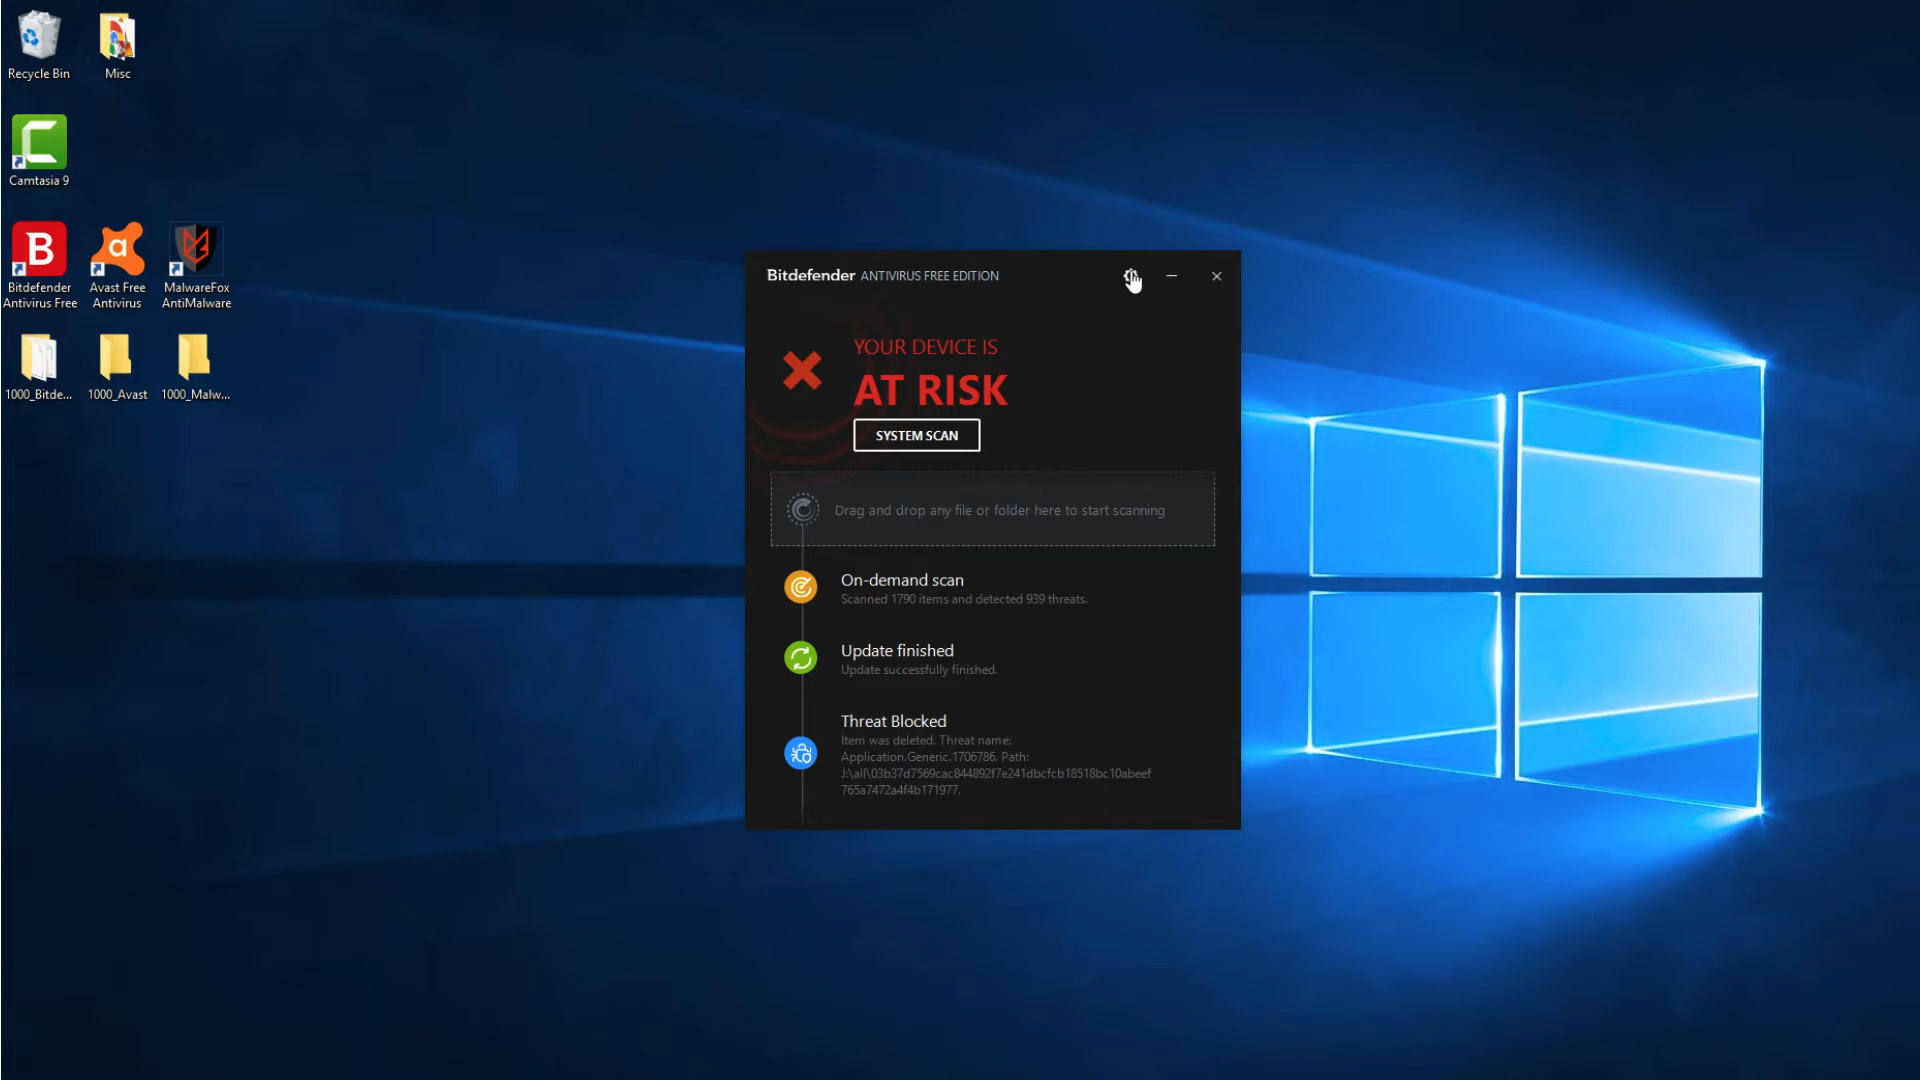 Recycle Bin
Misc
Camtasia 9
Bitdefender
Antivirus Free
Avast Free
Antivirus
MalwareFox
AntiMalware
1000_Bitde...
1000_Avast
1000_Malw...
Bitdefender ANTIVIRUS FREE EDITION
YOUR DEVICE IS
AT RISK
SYSTEM SCAN
Drag and drop any file or folder here to start scanning
On-demand scan
Scanned 1790 items and detected 939 threats.
Update finished
Update successfully finished.
Threat Blocked
Item was deleted. Threat name:
Application.Generic.1706786. Path:
J:\all\03b37d7569cac844892f7e241dbcfcb18518bc10abeef
765a7472a4f4b171977.